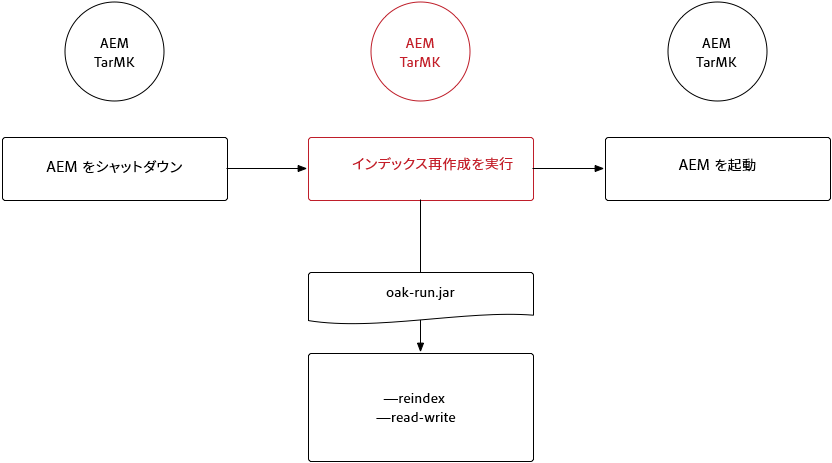 AEM
TarMK
AEM
TarMK
AEM
TarMK
AEM をシャットダウン
インデックス再作成を実行
AEM を起動
oak-run.jar
—reindex
—read-write